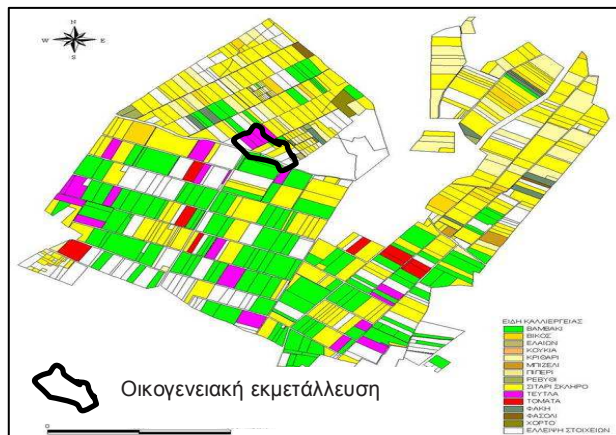 N
W E
S
ΕΙΔΗ ΚΑΛΛΙΕΡΓΕΙΑΣ
ΒΑΜΒΑΚΙ
ΒΙΚΟΣ
ΕΛΑΙΩΝ
ΚΟΥΚΙΑ
ΚΡΙΘΑΡΙ
ΜΠΙΖΕΛΙ
ΠΙΠΕΡΙ
ΡΕΒΥΘΙ
ΣΙΤΑΡΙ ΣΚΛΗΡΟ
ΤΕΥΤΛΑ
ΤΟΜΑΤΑ
ΦΑΚΗ
ΦΑΣΟΛΙ
ΧΟΡΤΟ
ΕΛΛΕΙΨΗ ΣΤΟΙΧΕΙΩΝ
Οικογενειακή εκμετάλλευση
0